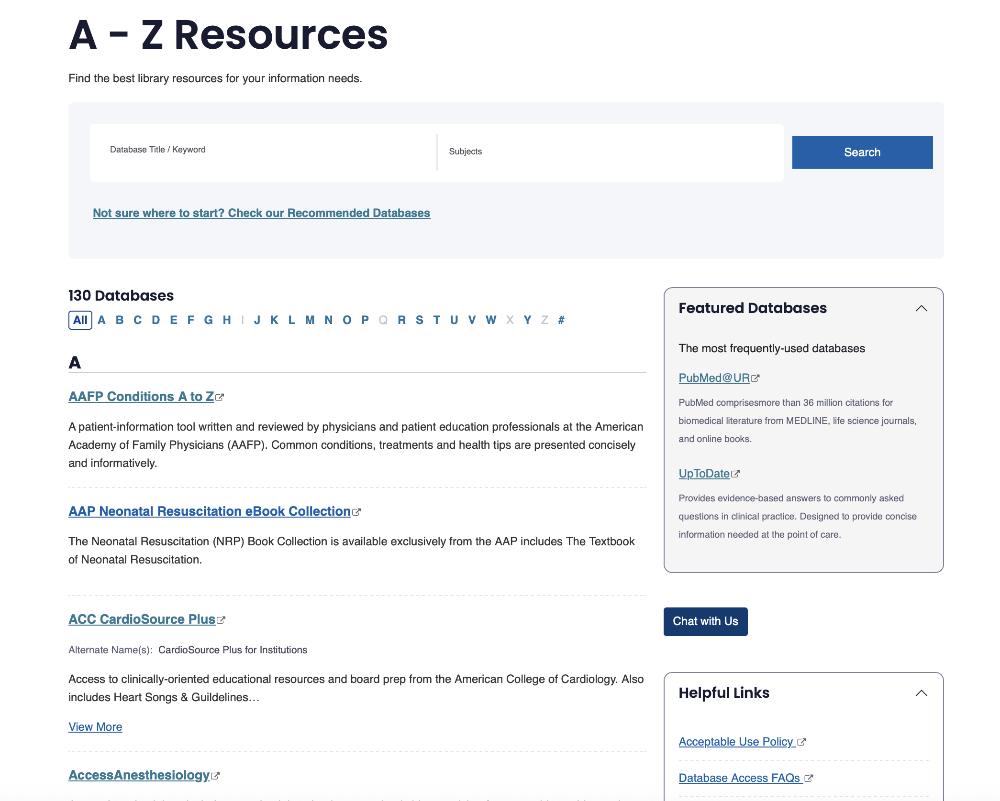 A - Z Resources
Find the best library resources for your information needs.
Database Title / Keyword
Subjects
Search
Not sure where to start? Check our Recommended Databases
130 Databases
All A B C D E F G H I J K L M N O P Q R S T U V W X Y Z #
A
AAFP Conditions A to Z
A patient-information tool written and reviewed by physicians and patient education professionals at the American
Academy of Family Physicians (AAFP). Common conditions, treatments and health tips are presented concisely
and informatively.
AAP Neonatal Resuscitation eBook Collection
The Neonatal Resuscitation (NRP) Book Collection is available exclusively from the AAP includes The Textbook
of Neonatal Resuscitation.
ACC CardioSource Plus
Alternate Name(s): CardioSource Plus for Institutions
Access to clinically-oriented educational resources and board prep from the American College of Cardiology. Also
includes Heart Songs & Guildelines...
View More
AccessAnesthesiology
Featured Databases
The most frequently-used databases
PubMed@UR
PubMed comprisesmore than 36 million citations for
biomedical literature from MEDLINE, life science journals,
and online books.
UpToDate
Provides evidence-based answers to commonly asked
questions in clinical practice. Designed to provide concise
information needed at the point of care.
Chat with Us
Helpful Links
Acceptable Use Policy
Database Access FAQs